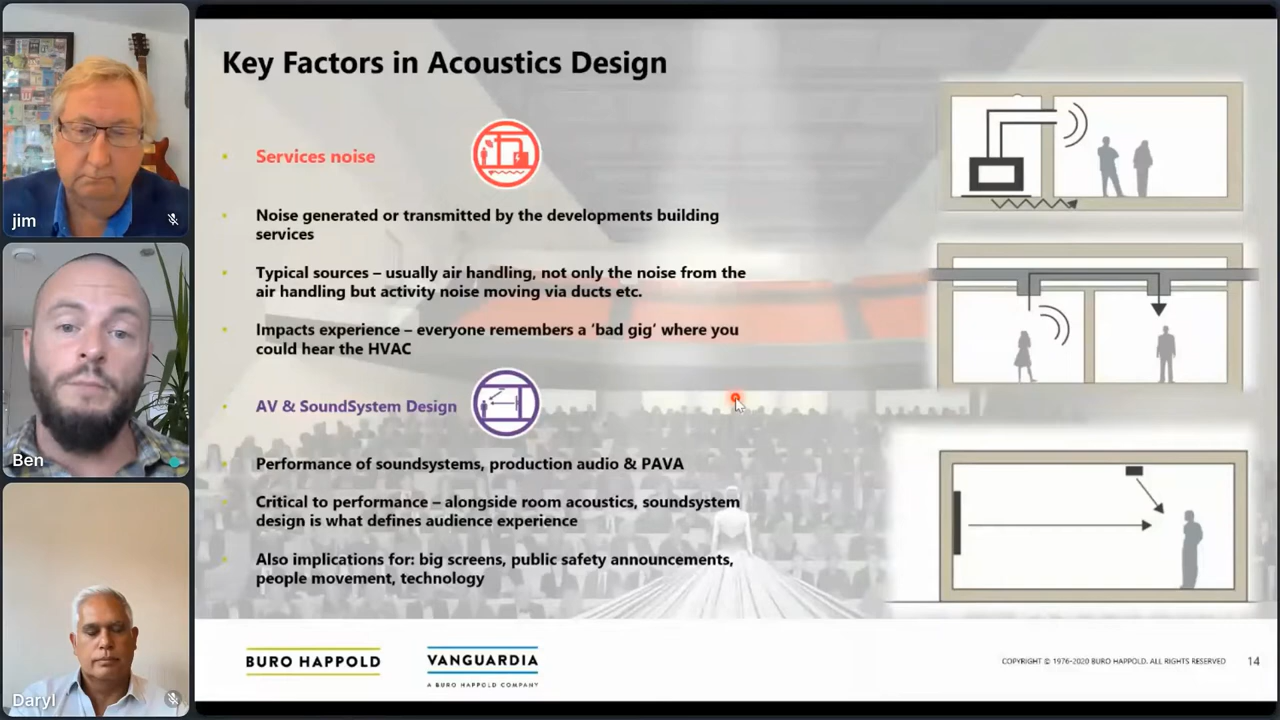 jim
Ben
Daryl
Key Factors in Acoustics Design
Services noise
Noise generated or transmitted by the developments building
services
Typical sources – usually air handling, not only the noise from the
air handling but activity noise moving via ducts etc.
Impacts experience – everyone remembers a ‘bad gig’ where you
could hear the HVAC
AV & SoundSystem Design
Performance of soundsystems, production audio & PAVA
Critical to performance – alongside room acoustics, soundsystem
design is what defines audience experience
Also implications for: big screens, public safety announcements,
people movement, technology
BURO HAPPOLD
VANGUARDIA
A BURO HAPPOLD COMPANY
COPYRIGHT © 1976-2020 BURO HAPPOLD. ALL RIGHTS RESERVED
14